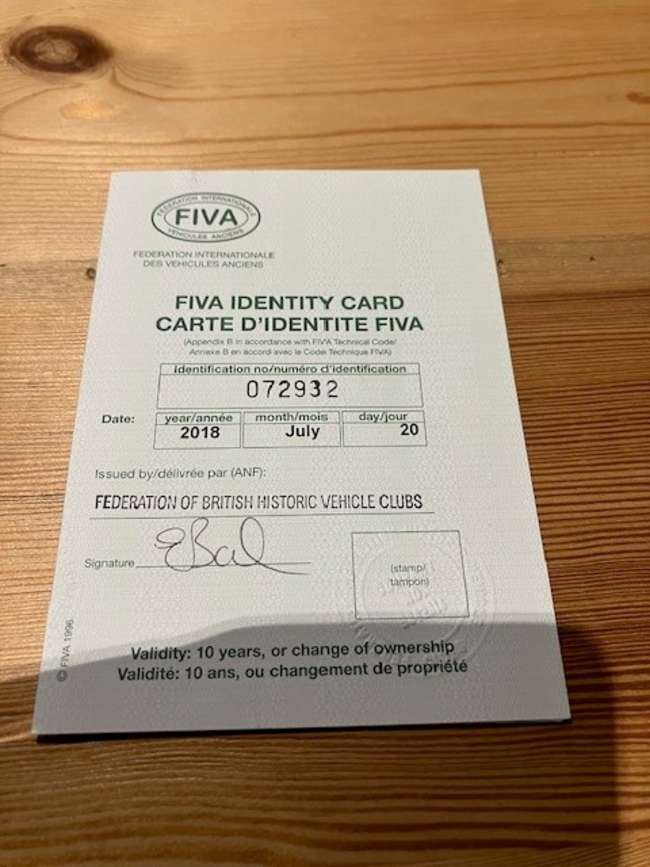 FEDERATION INTERNATIONALE
FIVA
VEHICULES ANCIENS
FEDERATION INTERNATIONALE
DES VEHICULES ANCIENS
FIVA IDENTITY CARD
CARTE D'IDENTITE FIVA
(Appendix B in accordance with FIVA Technical Code/
Annexe B en accord avec le Code Technique FIVA)
Identification no/numéro d'identification
072932
Date: year/année month/mois day/jour
2018 July 20
Issued by/délivrée par (ANF):
FEDERATION OF BRITISH HISTORIC VEHICLE CLUBS
Signature
(stamp/
tampon)
Validity: 10 years, or change of ownership
Validité: 10 ans, ou changement de propriété
© FIVA 1996